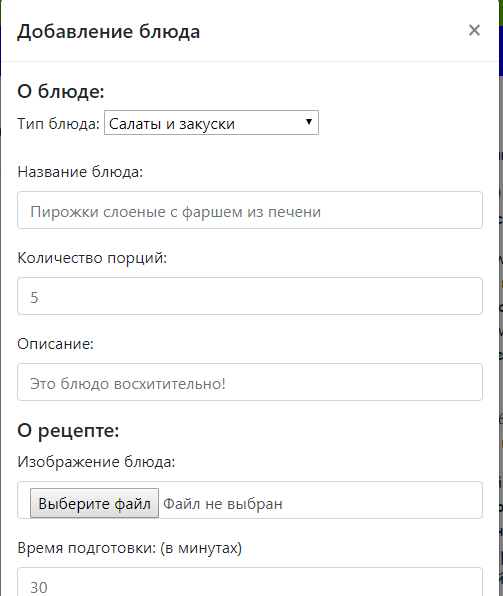 Добавление блюда ×
О блюде:
Тип блюда: Салаты и закуски
Название блюда:
Пирожки слоеные с фаршем из печени
Количество порций:
5
Описание:
Это блюдо восхитительно!
О рецепте:
Изображение блюда:
Выберите файл Файл не выбран
Время подготовки: (в минутах)
30